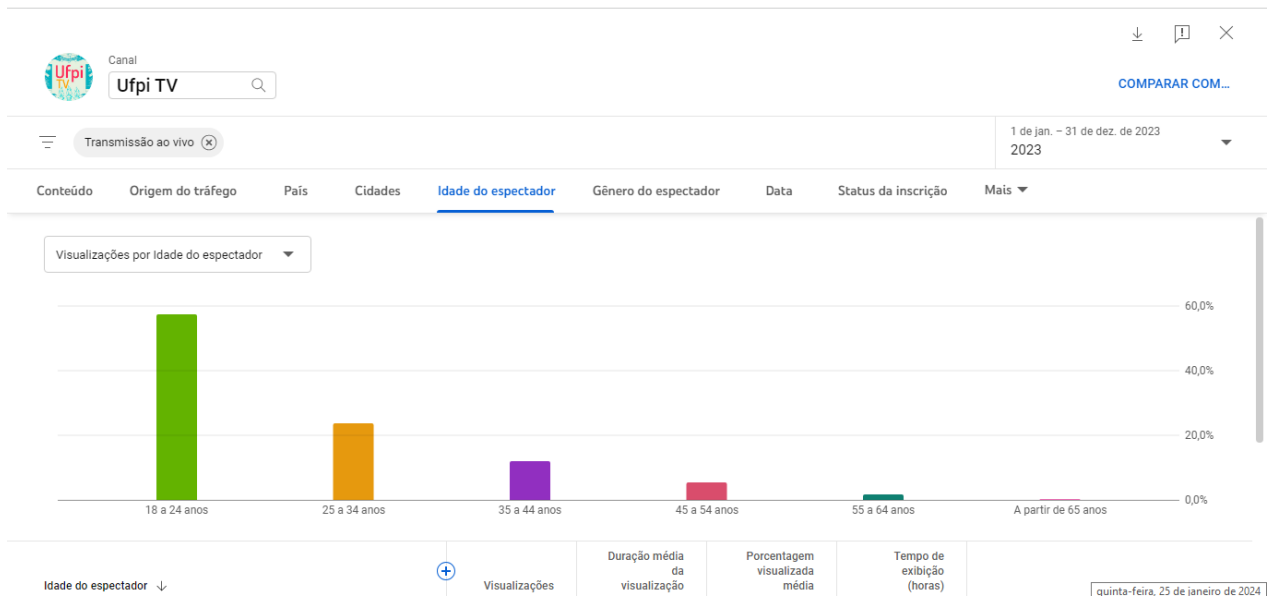 Canal
Ufpi TV
Ufpi
TV
COMPARAR COM...
Transmissão ao vivo
1 de jan. – 31 de dez. de 2023
2023
Conteúdo Origem do tráfego País Cidades Idade do espectador Gênero do espectador Data Status da inscrição Mais
Visualizações por Idade do espectador
60,0%
40,0%
20,0%
0,0%
18 a 24 anos 25 a 34 anos 35 a 44 anos 45 a 54 anos 55 a 64 anos A partir de 65 anos
Idade do espectador
Visualizações
Duração média
da
visualização
Porcentagem
visualizada
média
Tempo de
exibição
(horas)
quinta-feira, 25 de janeiro de 2024